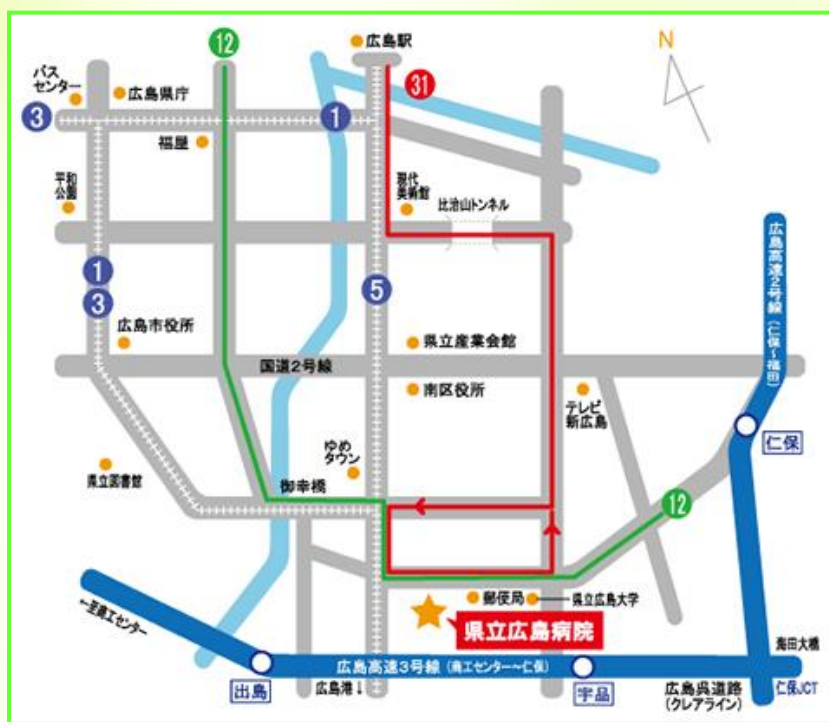 12
広島駅
N
バス
センター
広島県庁
31
3
1
福屋
平和
公園
現代
美術館
比治山トンネル
1
3
5
広島高速2号線(仁保~福田)
広島市役所
県立産業会館
国道2号線
南区役所
テレビ
新広島
仁保
ゆめ
タウン
県立図書館
御幸橋
12
郵便局
県立広島大学
←至商工センター
県立広島病院
海田大橋
広島高速3号線(商工センター~仁保)
出島
広島港↓
宇品
広島呉道路
(クレアライン)
仁保JCT